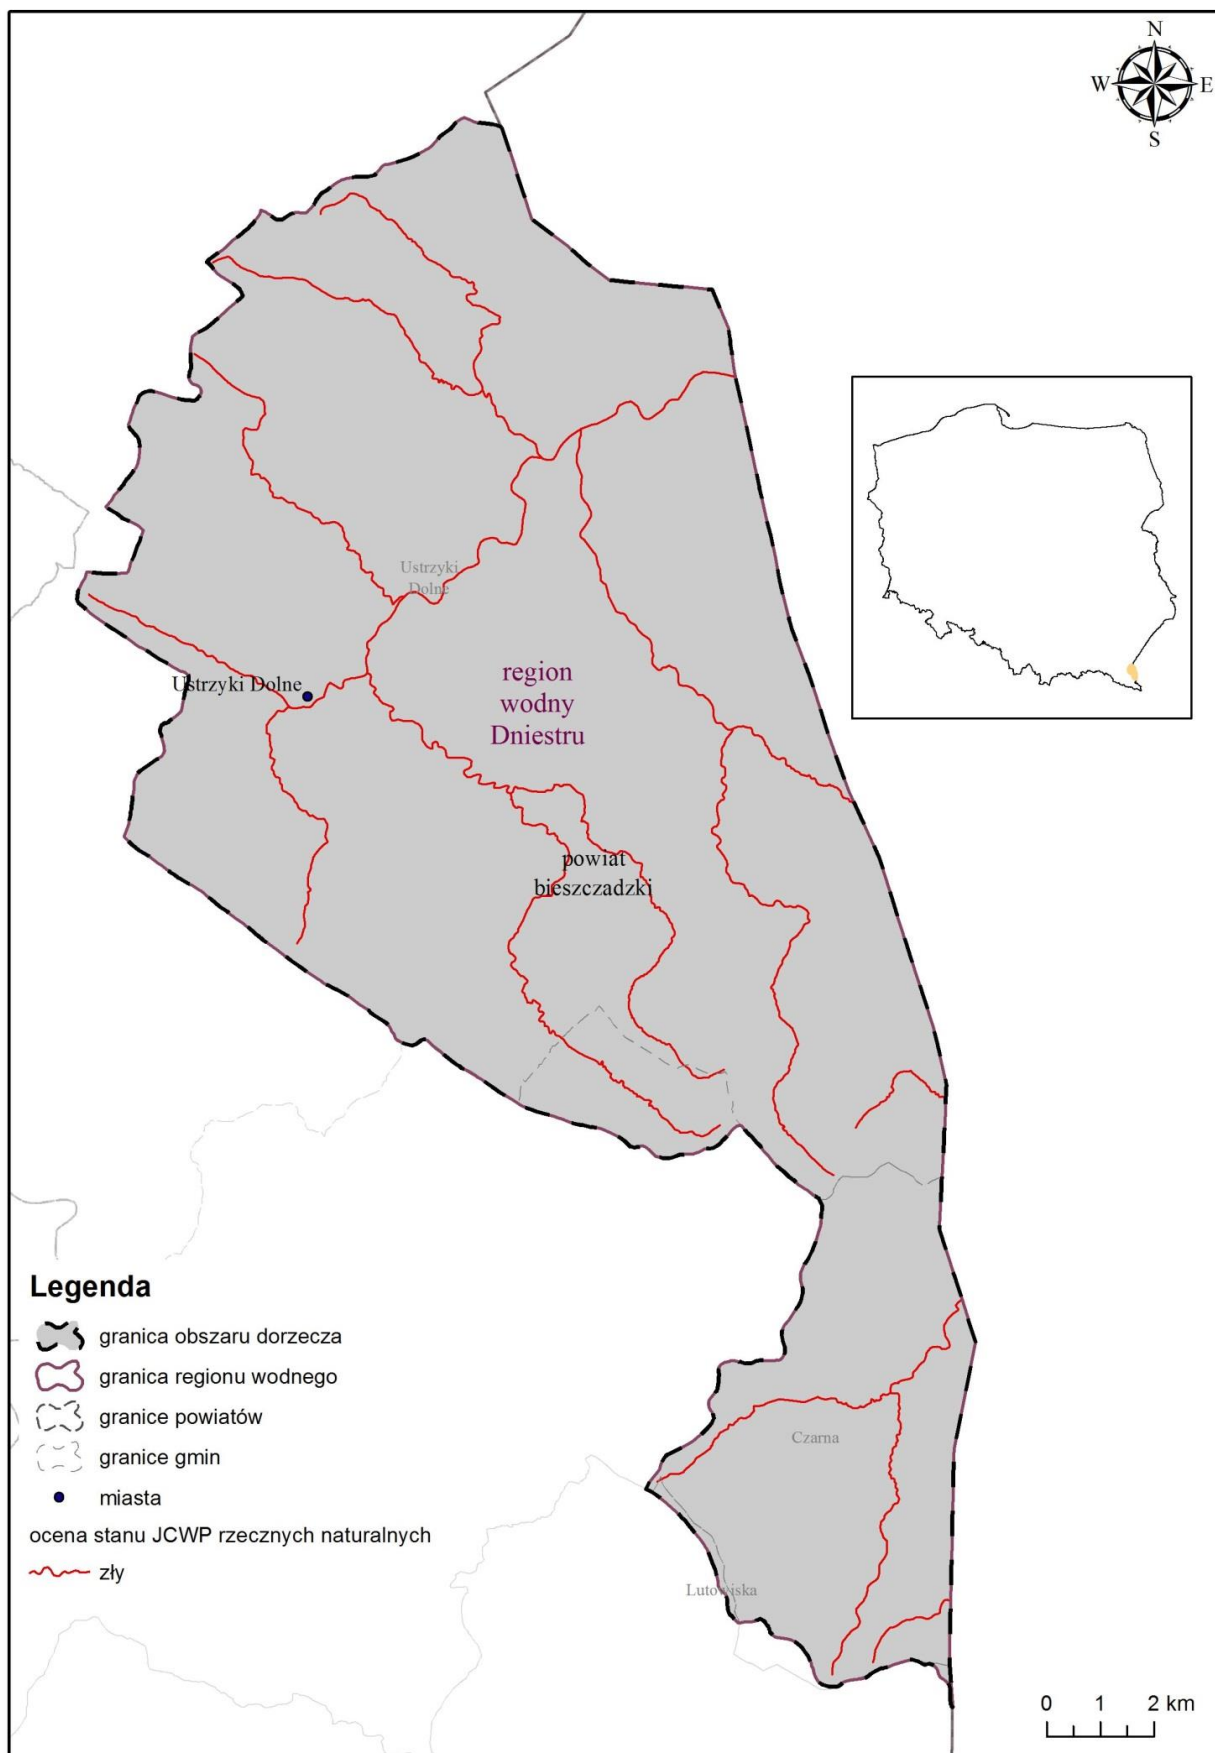 N
W E
S
Ustrzyki
Dolne
Ustrzyki Dolne
region
wodny
Dniestru
powiat
bieszczadzki
Czarna
Lutowiska
Legenda
granica obszaru dorzecza
granica regionu wodnego
granice powiatów
granice gmin
miasta
ocena stanu JCWP rzecznych naturalnych
zły
0 1 2 km